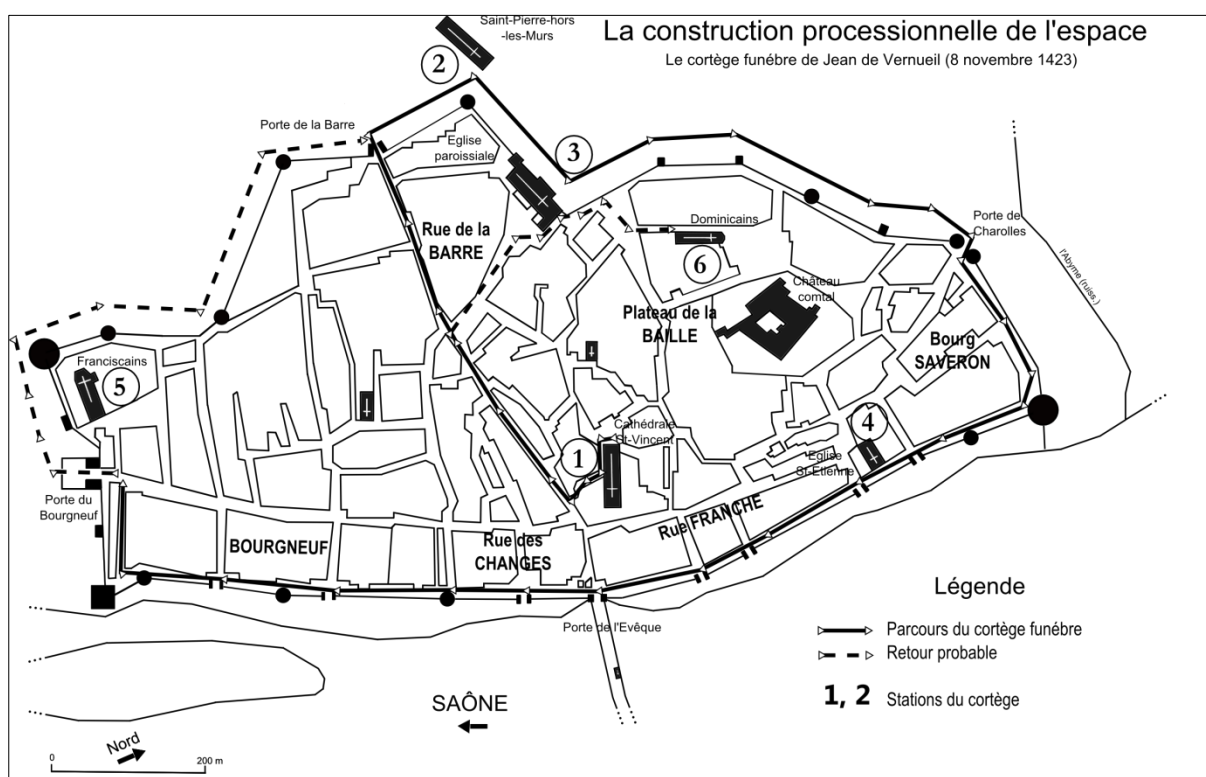 La construction processionnelle de l'espace
Le cortège funébre de Jean de Vernueil (8 novembre 1423)
Saint-Pierre-hors
-les-Murs
2
Porte de la Barre
Eglise
paroissiale
3
Rue de la
BARRE
Dominicains
6
Porte de
Charolles
l'Abyme (ruiss.)
Château
comtal
Plateau de la
BAILLE
Bourg
SAVERON
Franciscains
5
4
Cathédrale
St-Vincent
1
Eglise
St-Etienne
Porte du
Bourgneuf
BOURGNEUF
Rue des
CHANGES
Rue FRANCHE
Porte de l'Evêque
SAÔNE
Nord
0
200 m
Légende
Parcours du cortège funébre
Retour probable
1, 2 Stations du cortège